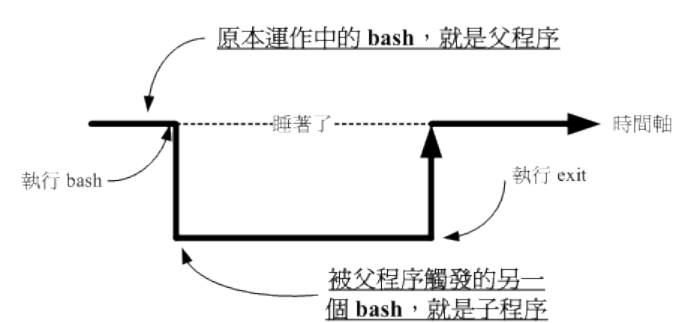 原本運作中的 bash，就是父程序
睡著了
時間軸
執行 bash
執行 exit
被父程序觸發的另一
個 bash，就是子程序